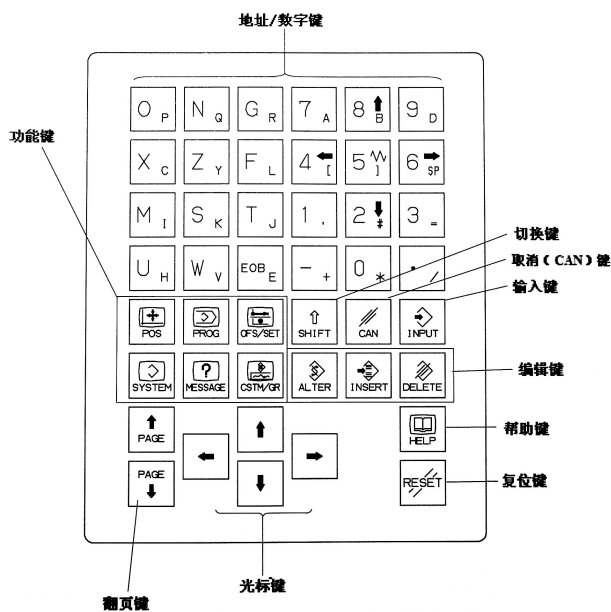 地址/数字键
O P N Q G R 7 A 8 B 9 D
功能键
X C Z Y F L 4 [ 5 ] 6 SP
M I S K T J 1 , 2 # 3 =
切换键
取消(CAN)键
U H W V EOB E - + 0 * . /
输入键
POS PROG OFS/SET SHIFT CAN INPUT
SYSTEM MESSAGE ? CSTM/GR ALTER INSERT DELETE
编辑键
PAGE
HELP
帮助键
PAGE
RESET
复位键
光标键
翻页键